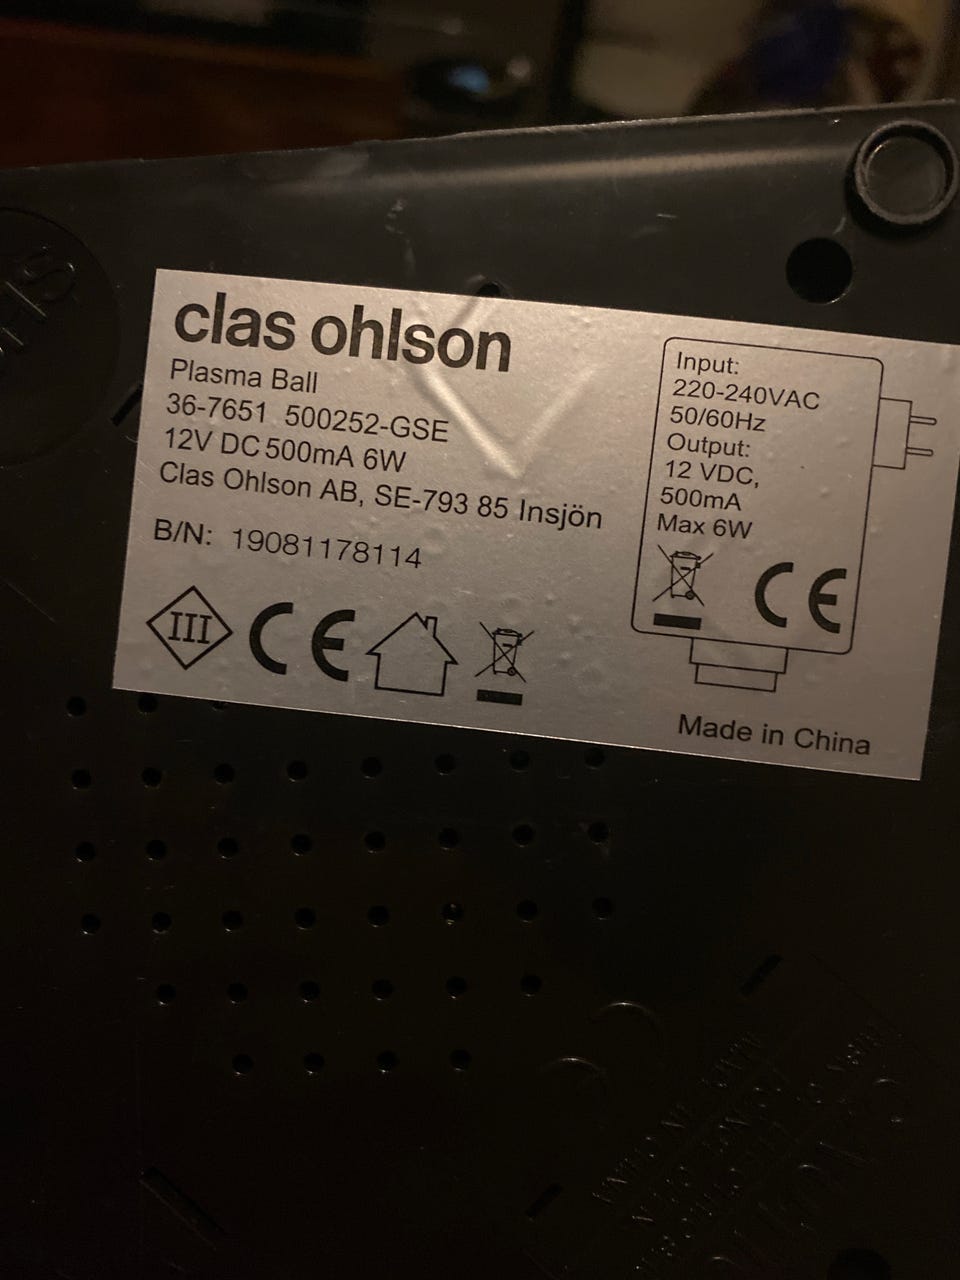 clas ohlson
Plasma Ball
36-7651 500252-GSE
12V DC 500mA 6W
Clas Ohlson AB, SE-793 85 Insjön
B/N: 19081178114
III
CE
Input:
220-240VAC
50/60Hz
Output:
12 VDC,
500mA
Max 6W
CE
Made in China